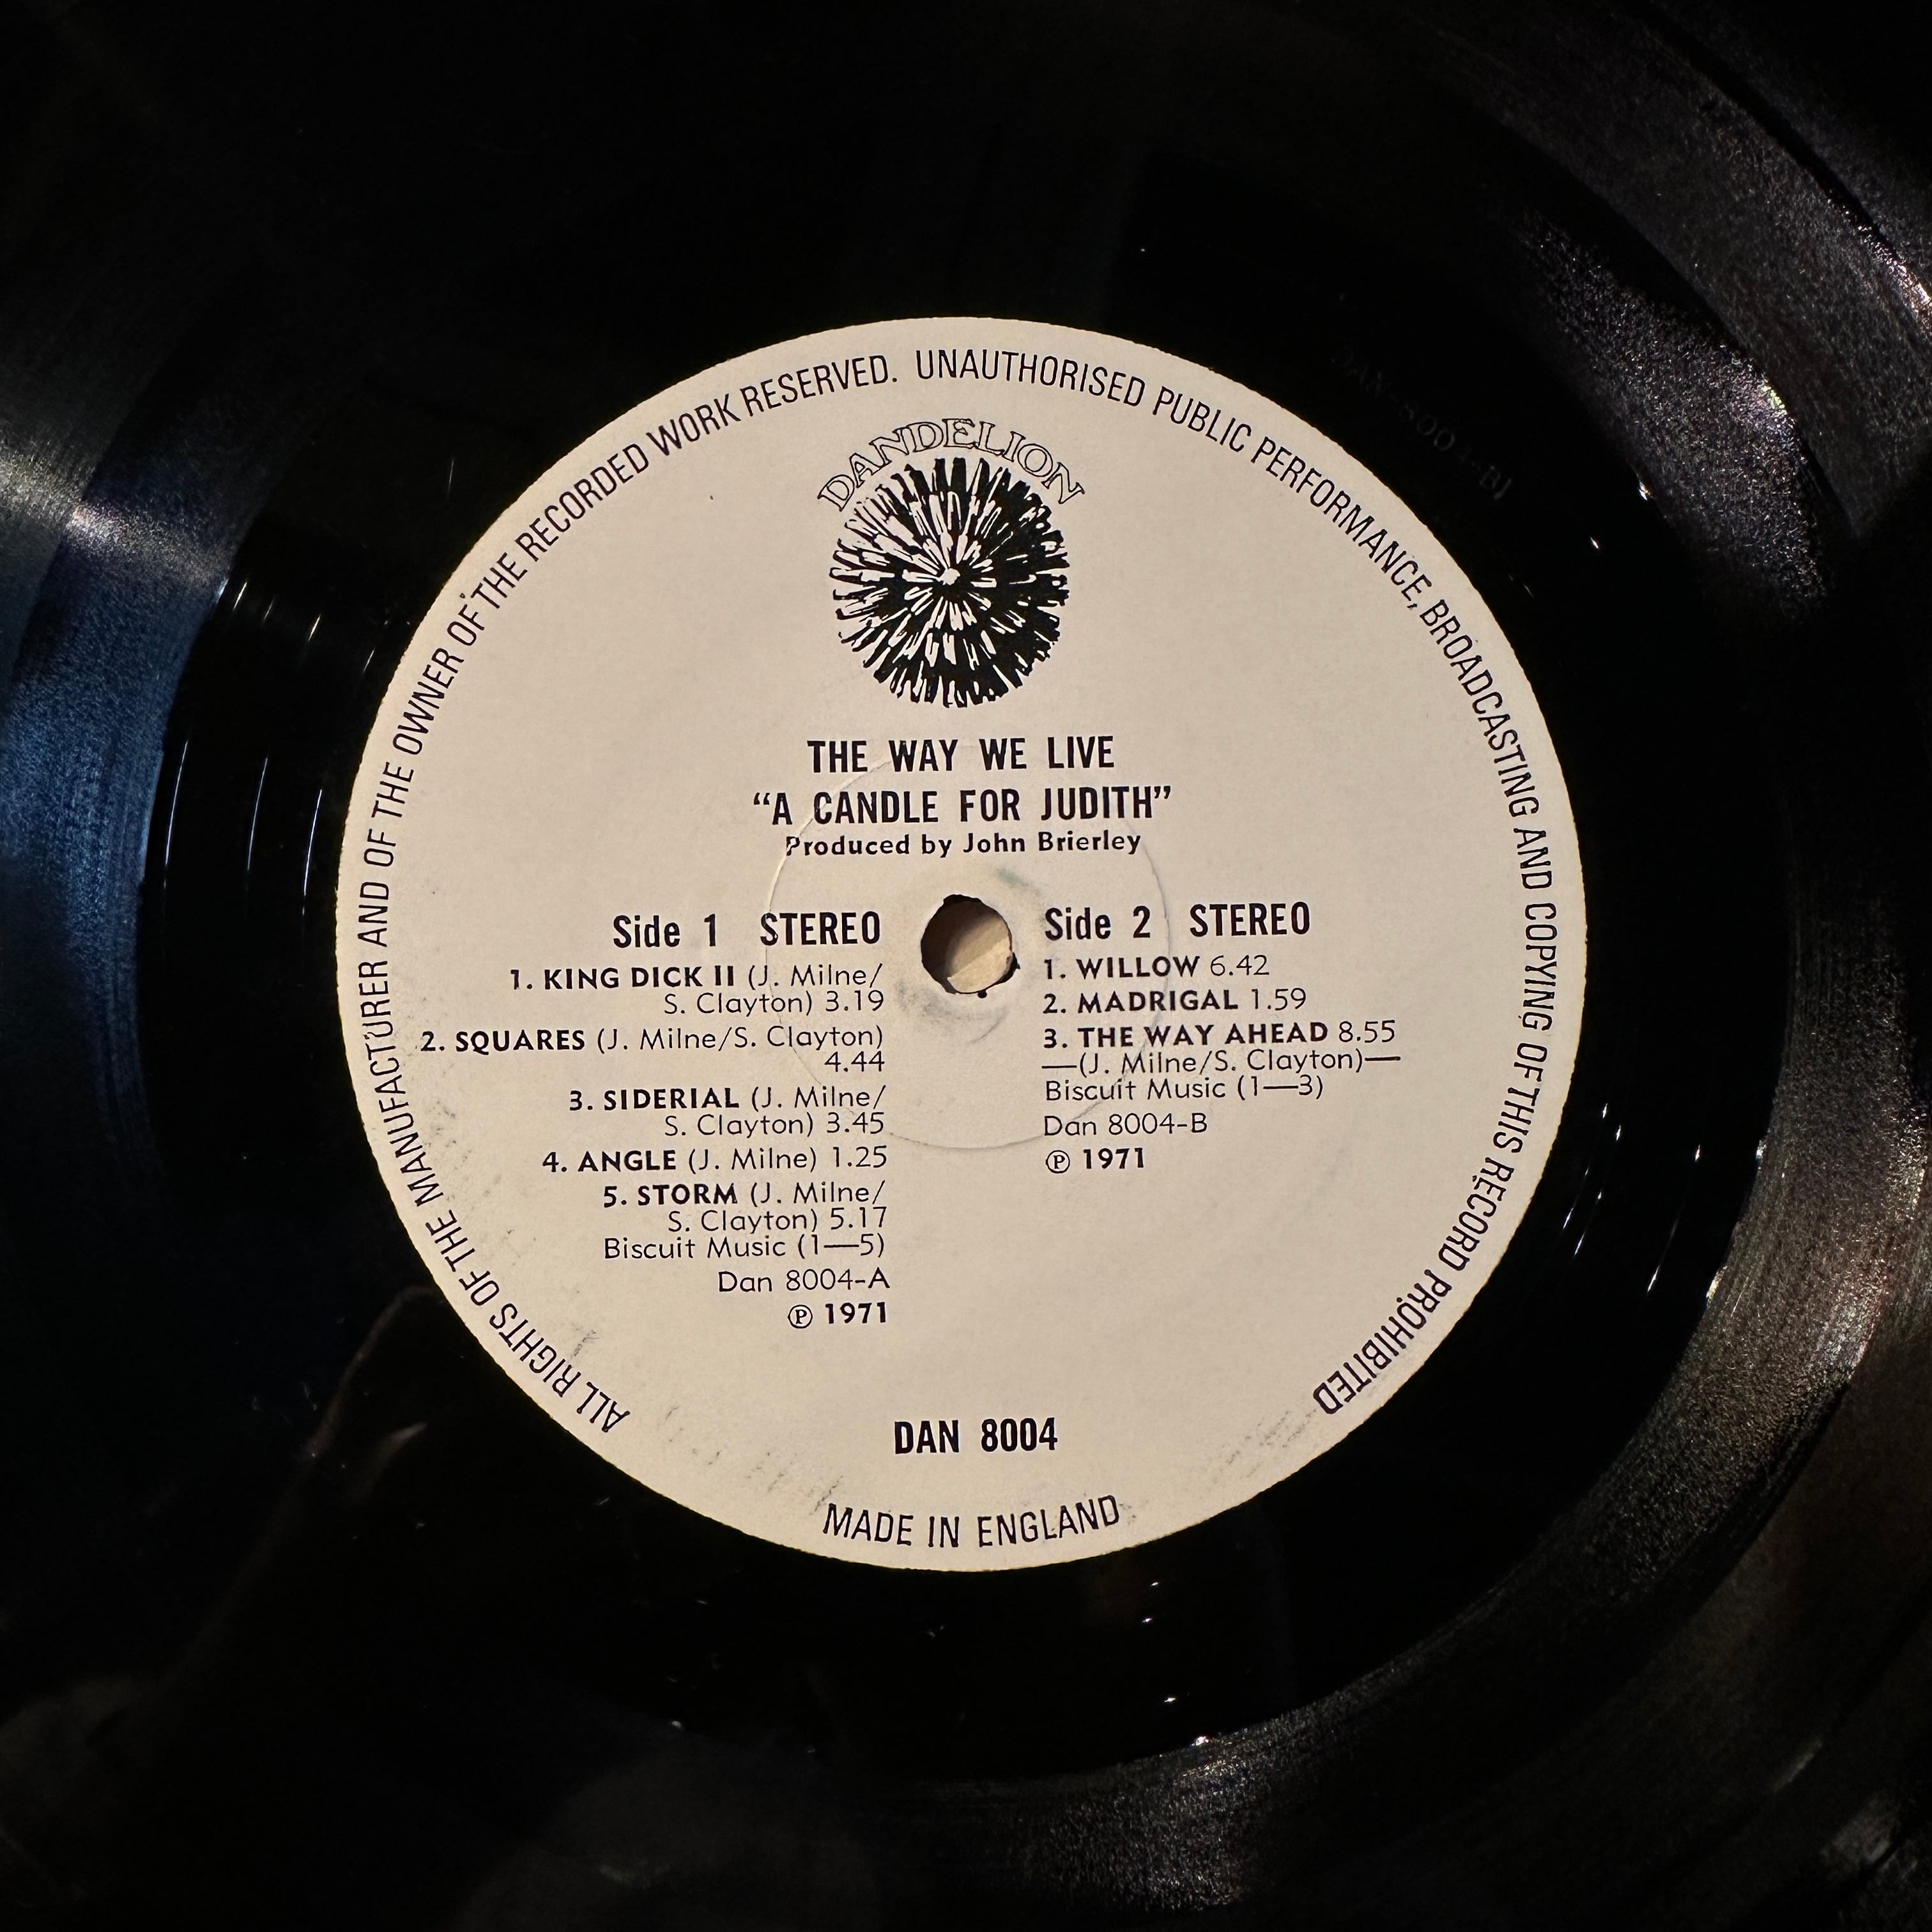 ALL RIGHTS OF THE MANUFACTURER AND OF THE OWNER OF THE RECORDED WORK RESERVED. UNAUTHORISED PUBLIC PERFORMANCE, BROADCASTING AND COPYING OF THIS RECORD PROHIBITED
DANDELION
THE WAY WE LIVE
“A CANDLE FOR JUDITH”
Produced by John Brierley
Side 1 STEREO
1. KING DICK II (J. Milne/
S. Clayton) 3.19
2. SQUARES (J. Milne/S. Clayton)
4.44
3. SIDERIAL (J. Milne/
S. Clayton) 3.45
4. ANGLE (J. Milne) 1.25
5. STORM (J. Milne/
S. Clayton) 5.17
Biscuit Music (1—5)
Dan 8004-A
℗ 1971
Side 2 STEREO
1. WILLOW 6.42
2. MADRIGAL 1.59
3. THE WAY AHEAD 8.55
—(J. Milne/S. Clayton)—
Biscuit Music (1—3)
Dan 8004-B
℗ 1971
DAN 8004
MADE IN ENGLAND